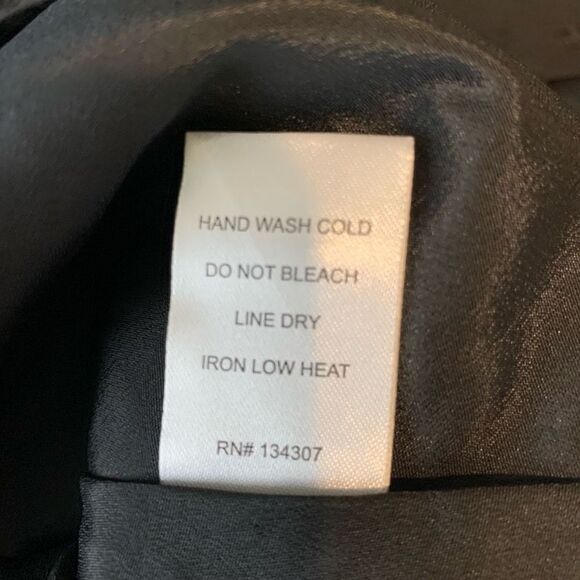 HAND WASH COLD
DO NOT BLEACH
LINE DRY
IRON LOW HEAT
RN# 134307